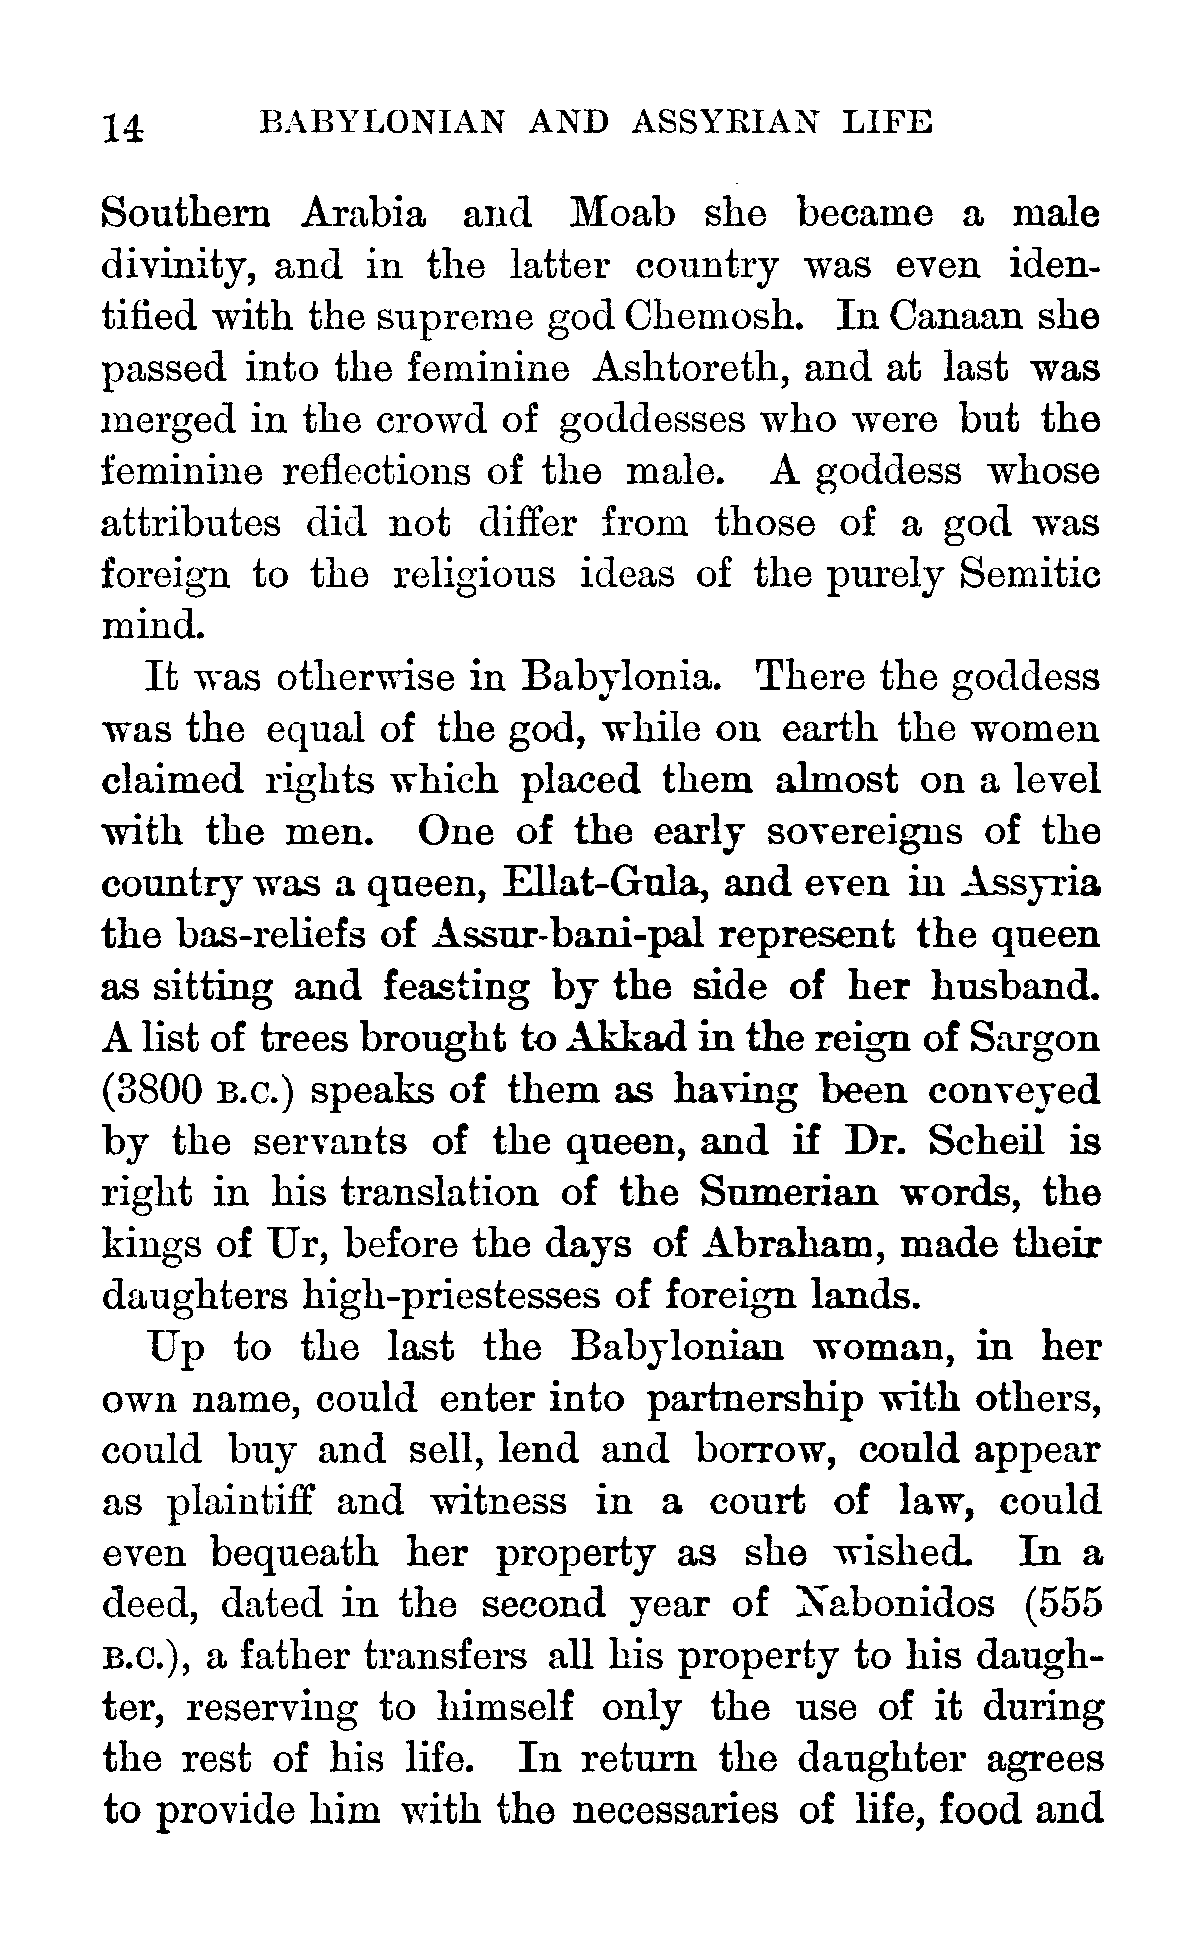 14 BABYLONIAN AND ASSYRIAN LIFE
Southern Arabia and Moab she became a male
divinity, and in the latter country was even iden-
tified with the supreme god Chemosh. In Canaan she
passed into the feminine Ashtoreth, and at last was
merged in the crowd of goddesses who were but the
feminine reflections of the male. A goddess whose
attributes did not differ from those of a god was
foreign to the religious ideas of the purely Semitic
mind.
It was otherwise in Babylonia. There the goddess
was the equal of the god, while on earth the women
claimed rights which placed them almost on a level
with the men. One of the early sovereigns of the
country was a queen, Ellat-Gula, and even in Assyria
the bas-reliefs of Assur-bani-pal represent the queen
as sitting and feasting by the side of her husband.
A list of trees brought to Akkad in the reign of Sargon
(3800 B.C.) speaks of them as having been conveyed
by the servants of the queen, and if Dr. Scheil is
right in his translation of the Sumerian words, the
kings of Ur, before the days of Abraham, made their
daughters high-priestesses of foreign lands.
Up to the last the Babylonian woman, in her
own name, could enter into partnership with others,
could buy and sell, lend and borrow, could appear
as plaintiff and witness in a court of law, could
even bequeath her property as she wished. In a
deed, dated in the second year of Nabonidos (555
B.C.), a father transfers all his property to his daugh-
ter, reserving to himself only the use of it during
the rest of his life. In return the daughter agrees
to provide him with the necessaries of life, food and